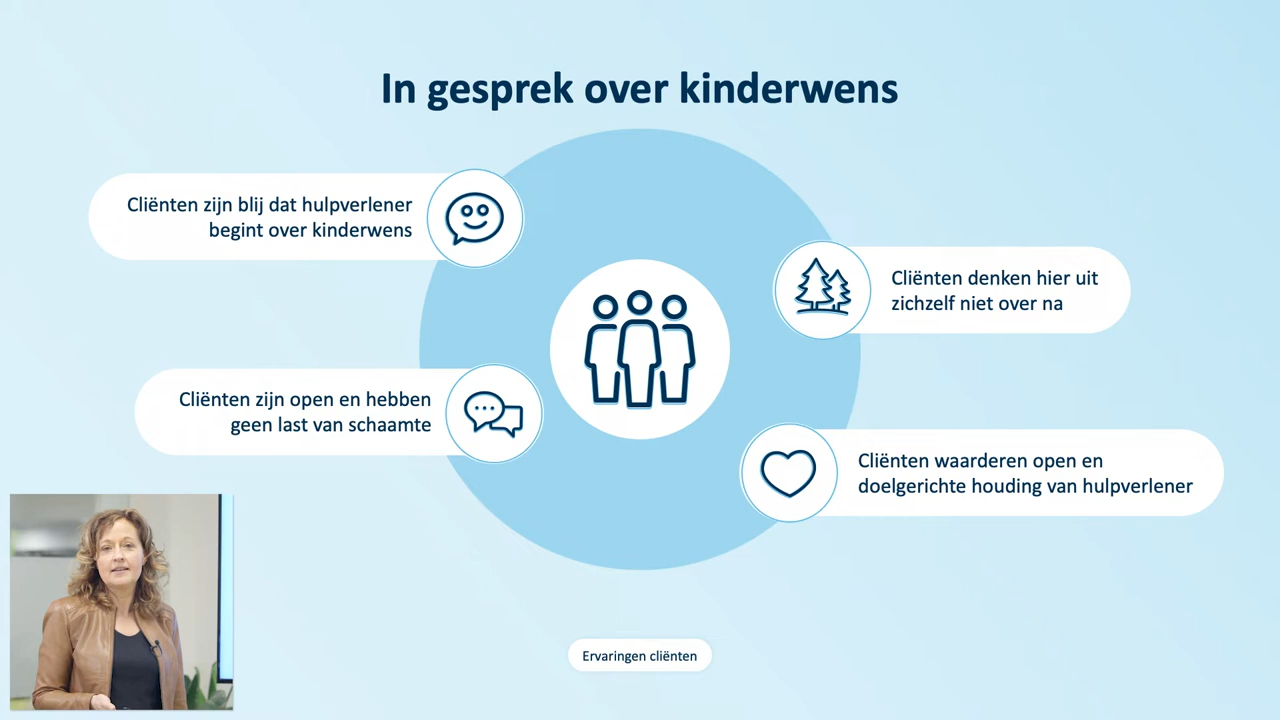 In gesprek over kinderwens
Cliënten zijn blij dat hulpverlener
begint over kinderwens
Cliënten denken hier uit
zichzelf niet over na
Cliënten zijn open en hebben
geen last van schaamte
Cliënten waarderen open en
doelgerichte houding van hulpverlener
Ervaringen cliënten